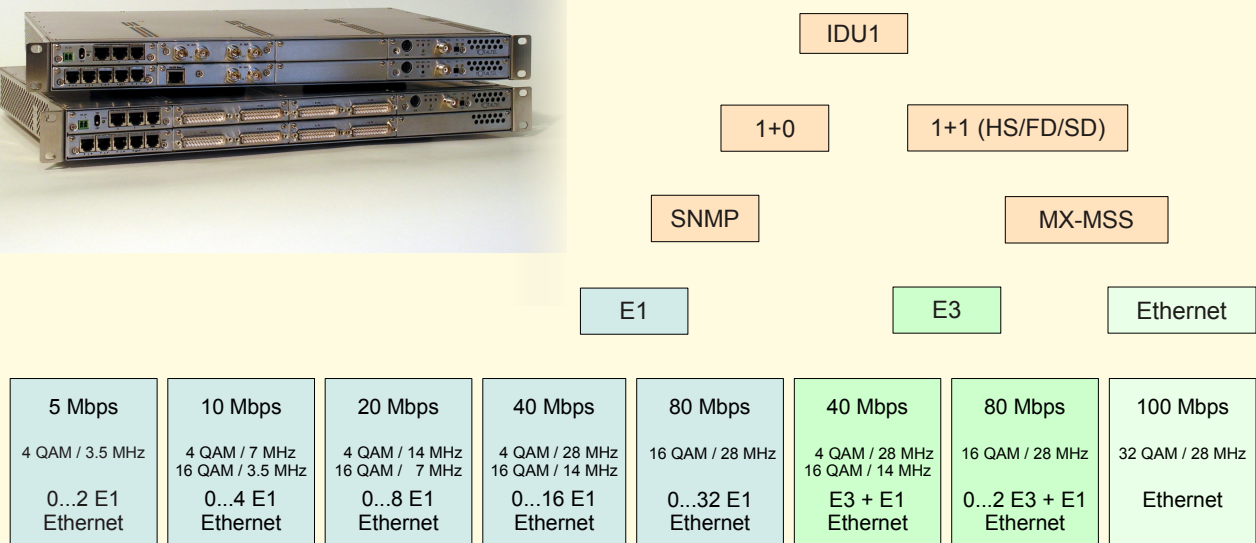 IDU1
1+0
1+1 (HS/FD/SD)
SNMP
MX-MSS
E1
E3
Ethernet
5 Mbps
4 QAM / 3.5 MHz
0...2 E1
Ethernet
10 Mbps
4 QAM / 7 MHz
16 QAM / 3.5 MHz
0...4 E1
Ethernet
20 Mbps
4 QAM / 14 MHz
16 QAM / 7 MHz
0...8 E1
Ethernet
40 Mbps
4 QAM / 28 MHz
16 QAM / 14 MHz
0...16 E1
Ethernet
80 Mbps
16 QAM / 28 MHz
0...32 E1
Ethernet
40 Mbps
4 QAM / 28 MHz
16 QAM / 14 MHz
E3 + E1
Ethernet
80 Mbps
16 QAM / 28 MHz
0...2 E3 + E1
Ethernet
100 Mbps
32 QAM / 28 MHz
Ethernet